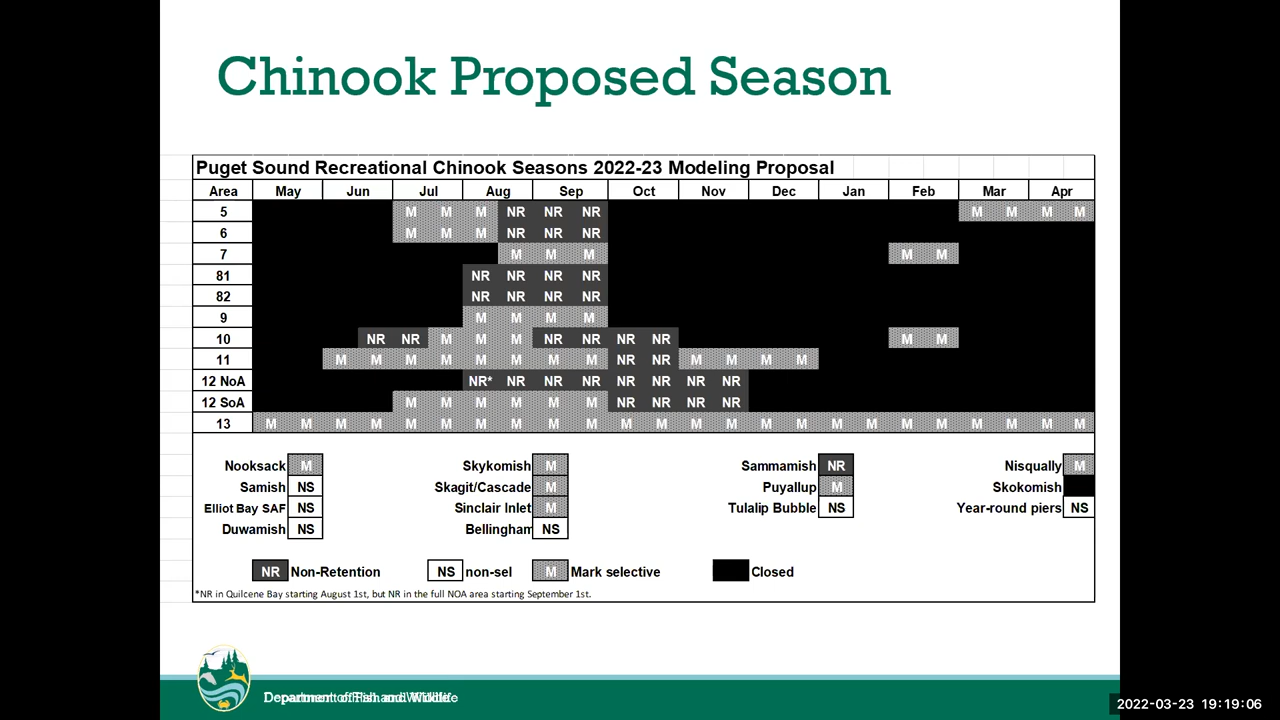 Chinook Proposed Season
Puget Sound Recreational Chinook Seasons 2022-23 Modeling Proposal
Area May Jun Jul Aug Sep Oct Nov Dec Jan Feb Mar Apr
5 M M M NR NR NR M M M M
6 M M M NR NR NR
7 M M M M M
81 NR NR NR NR
82 NR NR NR NR
9 M M M M
10 NR NR M M M NR NR NR NR M M
11 M M M M M M M M NR NR M M M M
12 NoA NR* NR NR NR NR NR NR NR
12 SoA M M M M M M NR NR NR NR
13 M M M M M M M M M M M M M M M M M M M M M M M M
Nooksack M Skykomish M Sammamish NR Nisqually M
Samish NS Skagit/Cascade M Puyallup M Skokomish
Elliot Bay SAF NS Sinclair Inlet M Tulalip Bubble NS Year-round piers NS
Duwamish NS Bellingham NS
NR Non-Retention NS non-sel M Mark selective Closed
*NR in Quilcene Bay starting August 1st, but NR in the full NOA area starting September 1st.
Department of Fish and Wildlife
2022-03-23 19:19:06